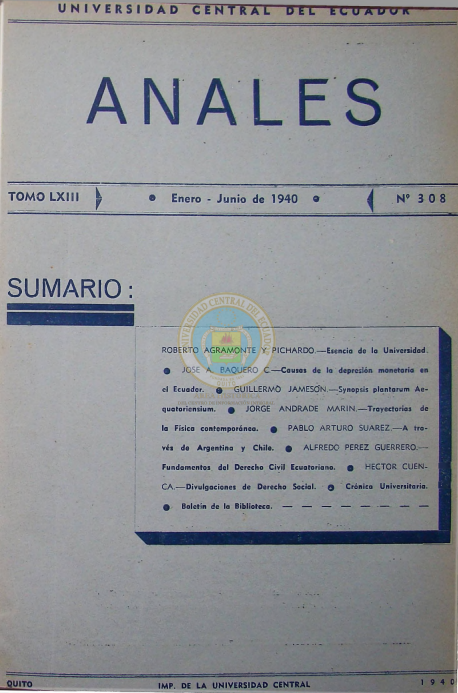 UNIVERSIDAD CENTRAL DEL ECUADOR
ANALES
TOMO LXIII • Enero - Junio de 1940 • Nº 308
SUMARIO:
ROBERTO AGRAMONTE Y PICHARDO.—Esencia de la Universidad.
● JOSE A. BAQUERO C.—Causas de la depresión monetaria en
el Ecuador. ● GUILLERMO JAMESON.—Synopsis plantarum Ae-
quatoriensium. ● JORGE ANDRADE MARIN.—Trayectorias de
la Física contemporánea. ● PABLO ARTURO SUAREZ.—A tra-
vés de Argentina y Chile. ● ALFREDO PEREZ GUERRERO.—
Fundamentos del Derecho Civil Ecuatoriano. ● HECTOR CUEN-
CA.—Divulgaciones de Derecho Social. ● Crónica Universitaria.
● Boletín de la Biblioteca. — — — — — — — —
QUITO IMP. DE LA UNIVERSIDAD CENTRAL 1940